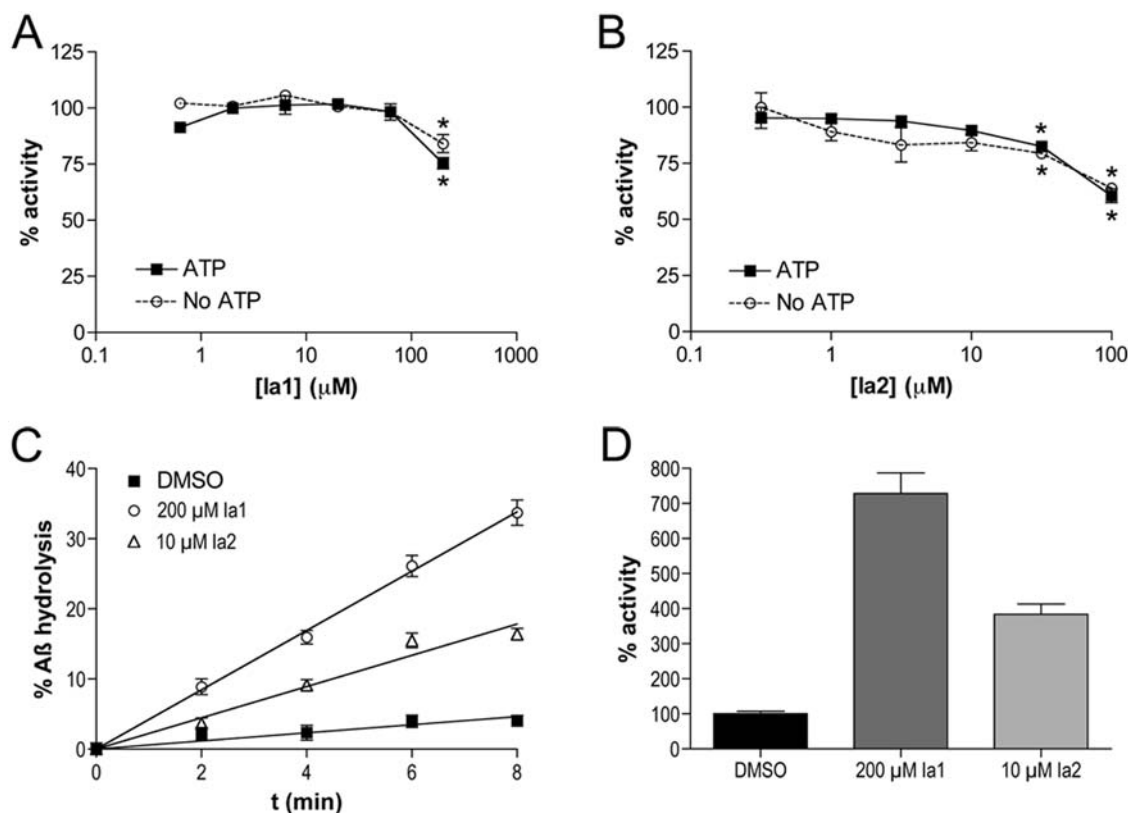 A
125
100
75
50
25
0
% activity
* 
*
ATP
No ATP
0.1 1 10 100 1000
[Ia1] (μM)
B
125
100
75
50
25
0
% activity
* *
* *
ATP
No ATP
0.1 1 10 100
[Ia2] (μM)
C
40
30
20
10
0
% Aß hydrolysis
DMSO
200 µM Ia1
10 µM Ia2
0 2 4 6 8
t (min)
D
800
700
600
500
400
300
200
100
0
% activity
DMSO 200 µM Ia1 10 µM Ia2